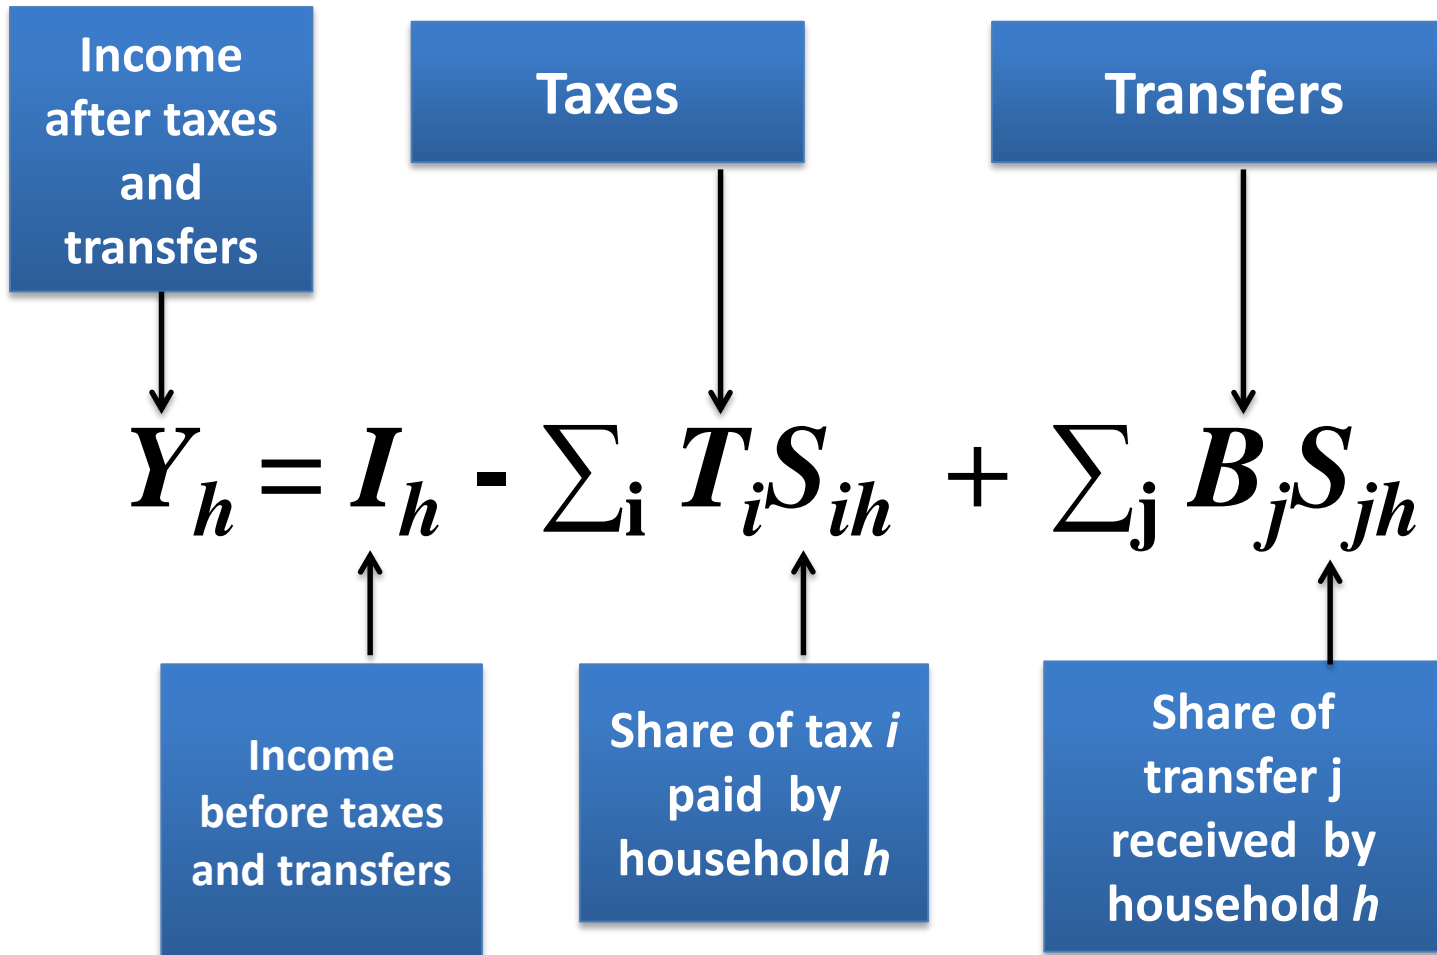 Income
after taxes
and
transfers
Taxes
Transfers
Yₕ = Iₕ - ∑ᵢ TᵢSᵢₕ + ∑ⱼ BⱼSⱼₕ
Income
before taxes
and transfers
Share of tax i
paid by
household h
Share of
transfer j
received by
household h